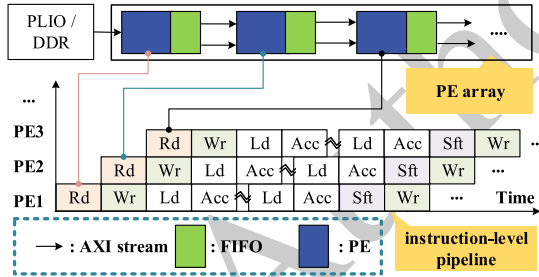 PLIO /
DDR
....
PE array
...
PE3 Rd Wr Ld Acc Ld Acc Sft Wr ...
PE2 Rd Wr Ld Acc Ld Acc Sft Wr ...
PE1 Rd Wr Ld Acc Ld Acc Sft Wr ... Time
: AXI stream : FIFO : PE
instruction-level
pipeline